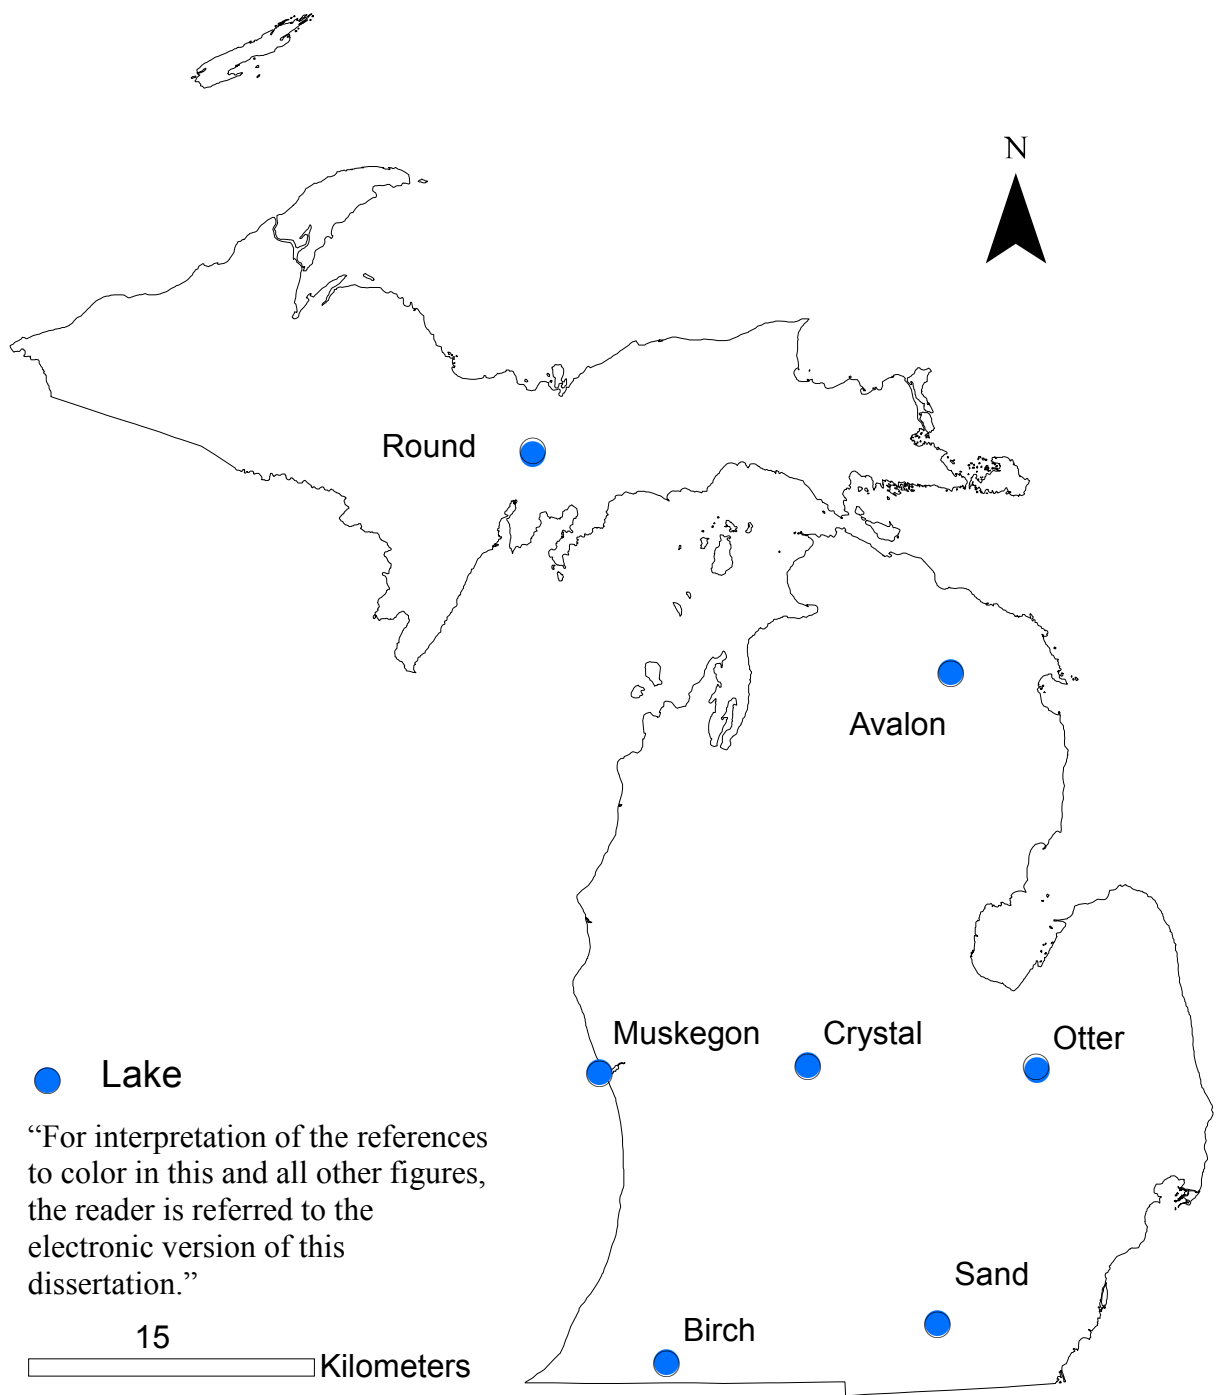 N
Round
Avalon
Muskegon
Crystal
Otter
Lake
“For interpretation of the references
to color in this and all other figures,
the reader is referred to the
electronic version of this
dissertation.”
Sand
Birch
15
Kilometers